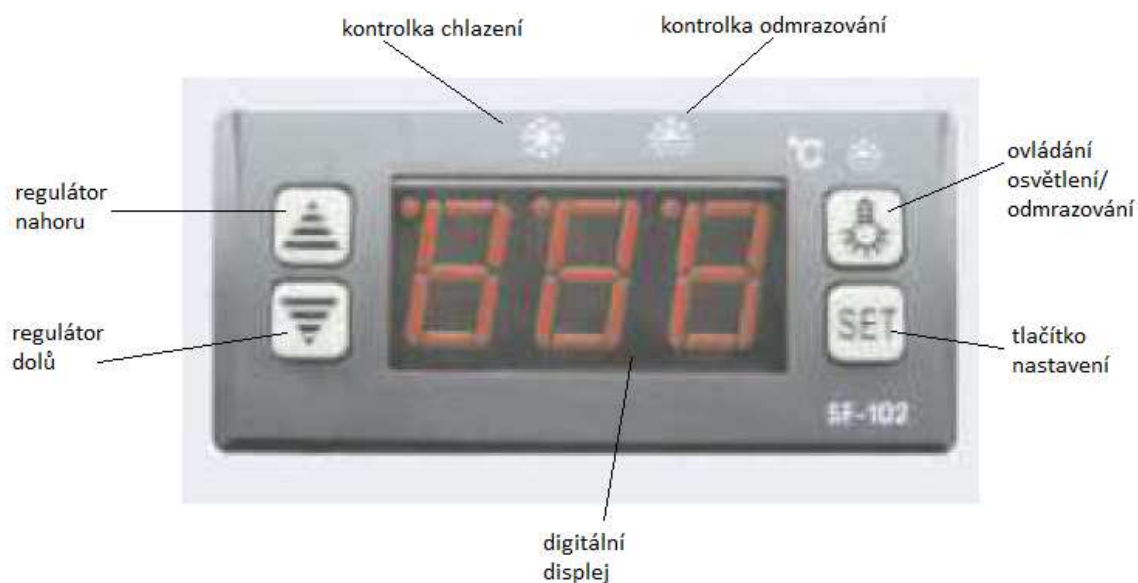 kontrolka chlazení
kontrolka odmrazování
°C
regulátor
nahoru
ovládání
osvětlení/
odmrazování
regulátor
dolů
SET
tlačítko
nastavení
SF-102
digitální
displej